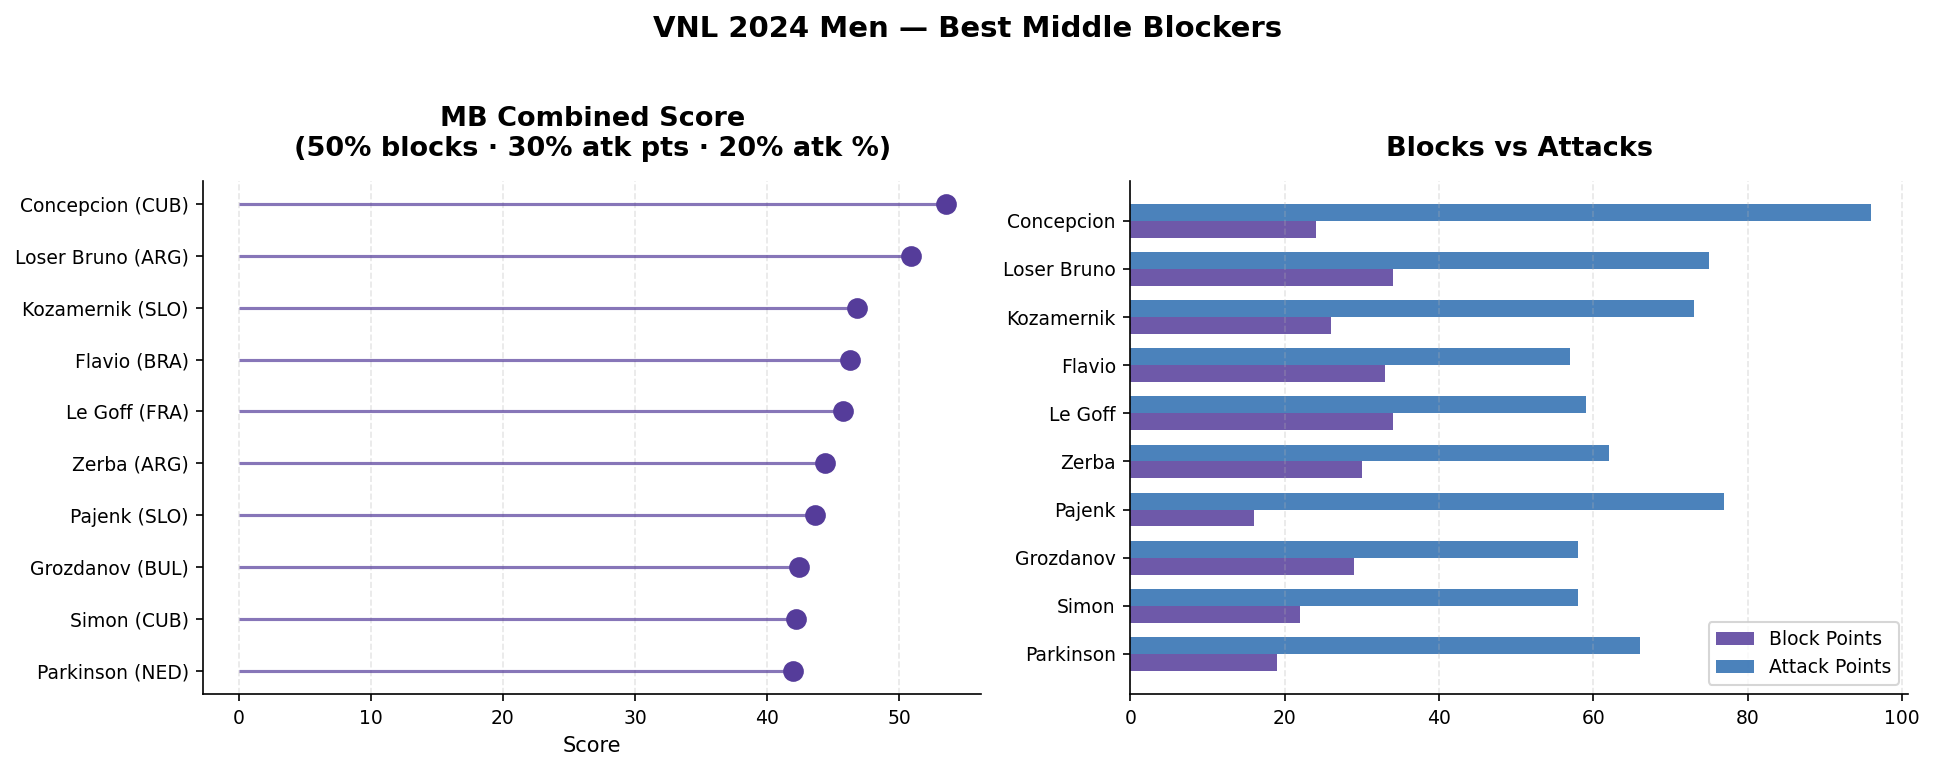 VNL 2024 Men — Best Middle Blockers
MB Combined Score
(50% blocks · 30% atk pts · 20% atk %)
Concepcion (CUB)
Loser Bruno (ARG)
Kozamernik (SLO)
Flavio (BRA)
Le Goff (FRA)
Zerba (ARG)
Pajenk (SLO)
Grozdanov (BUL)
Simon (CUB)
Parkinson (NED)
0 10 20 30 40 50
Score
Blocks vs Attacks
Concepcion
Loser Bruno
Kozamernik
Flavio
Le Goff
Zerba
Pajenk
Grozdanov
Simon
Parkinson
Block Points
Attack Points
0 20 40 60 80 100